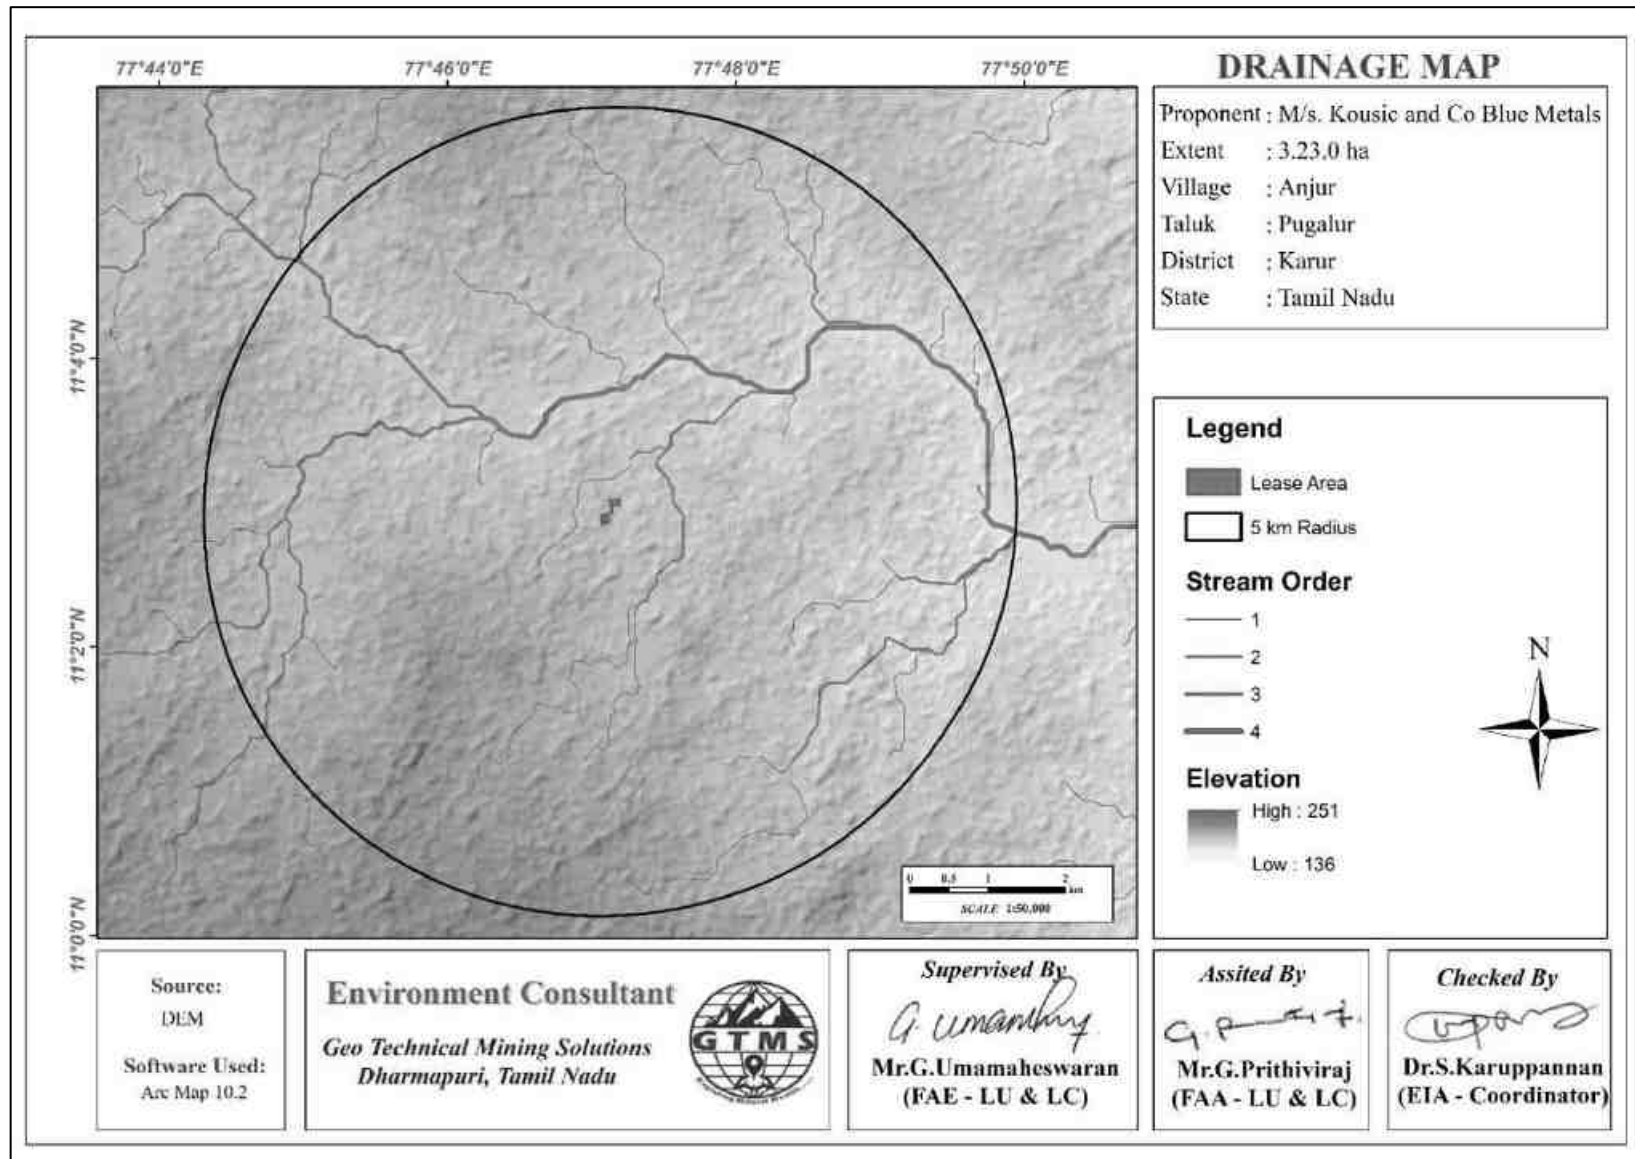 DRAINAGE MAP
77°44'0"E 77°46'0"E 77°48'0"E 77°50'0"E
11°4'0"N
11°2'0"N
11°0'0"N
Proponent : M/s. Kousic and Co Blue Metals
Extent : 3.23.0 ha
Village : Anjur
Taluk : Pugalur
District : Karur
State : Tamil Nadu
Legend
Lease Area
5 km Radius
Stream Order
1
2
3
4
Elevation
High : 251
Low : 136
N
0 0.5 1 2
km
SCALE 1:50,000
Source:
DEM
Software Used:
Arc Map 10.2
Environment Consultant
Geo Technical Mining Solutions
Dharmapuri, Tamil Nadu
GTMS
Supervised By
Mr.G.Umamaheswaran
(FAE - LU & LC)
Assited By
Mr.G.Prithiviraj
(FAA - LU & LC)
Checked By
Dr.S.Karuppannan
(EIA - Coordinator)